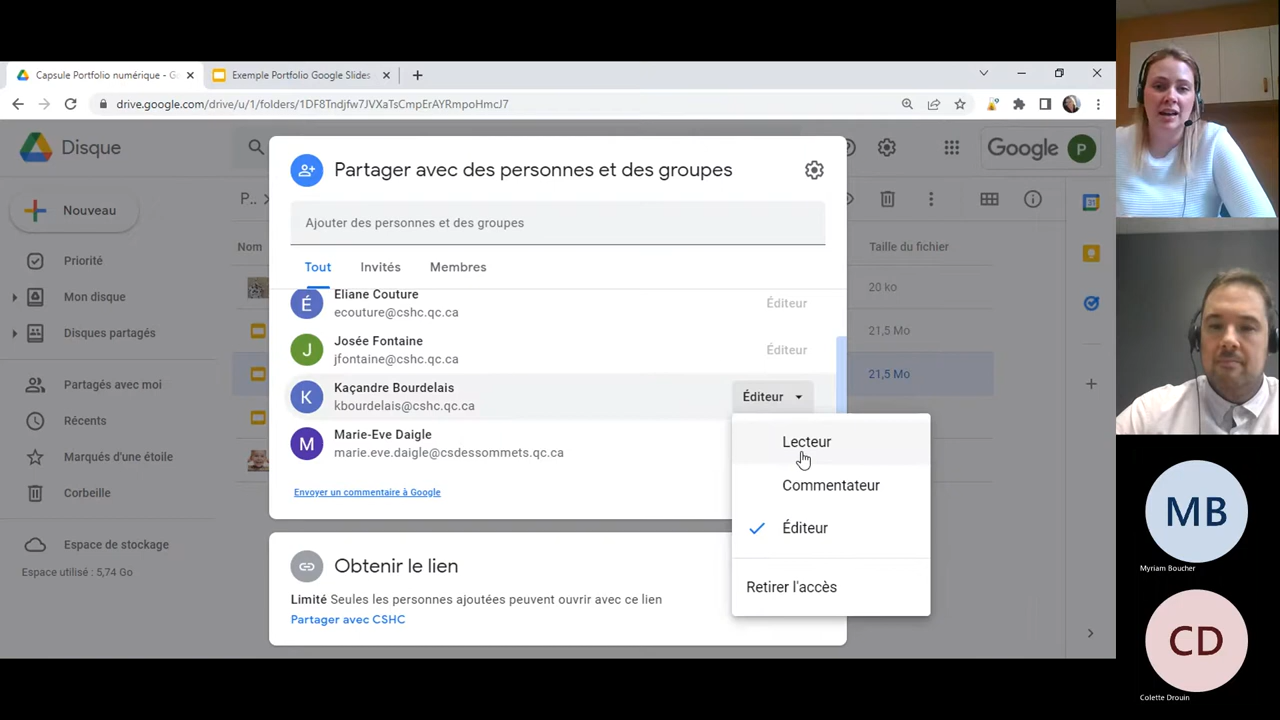 Capsule Portfolio numérique - G
Exemple Portfolio Google Slides
drive.google.com/drive/u/1/folders/1DF8Tndjfw7JVXaTsCmpErAYRmpoHmcJ7
Disque
Google
P
Nouveau
Priorité
Mon disque
Disques partagés
Partagés avec moi
Récents
Marqués d'une étoile
Corbeille
Espace de stockage
Espace utilisé : 5,74 Go
P..
Nom
Taille du fichier
20 ko
21,5 Mo
21,5 Mo
Partager avec des personnes et des groupes
Ajouter des personnes et des groupes
Tout
Invités
Membres
É
Eliane Couture
Éditeur
ecouture@cshc.qc.ca
J
Josée Fontaine
Éditeur
jfontaine@cshc.qc.ca
K
Kaçandre Bourdelais
Éditeur
kbourdelais@cshc.qc.ca
M
Marie-Eve Daigle
marie.eve.daigle@csdessommets.qc.ca
Envoyer un commentaire à Google
Lecteur
Commentateur
Éditeur
Retirer l'accès
Obtenir le lien
Limité Seules les personnes ajoutées peuvent ouvrir avec ce lien
Partager avec CSHC
MB
Myriam Boucher
CD
Colette Drouin